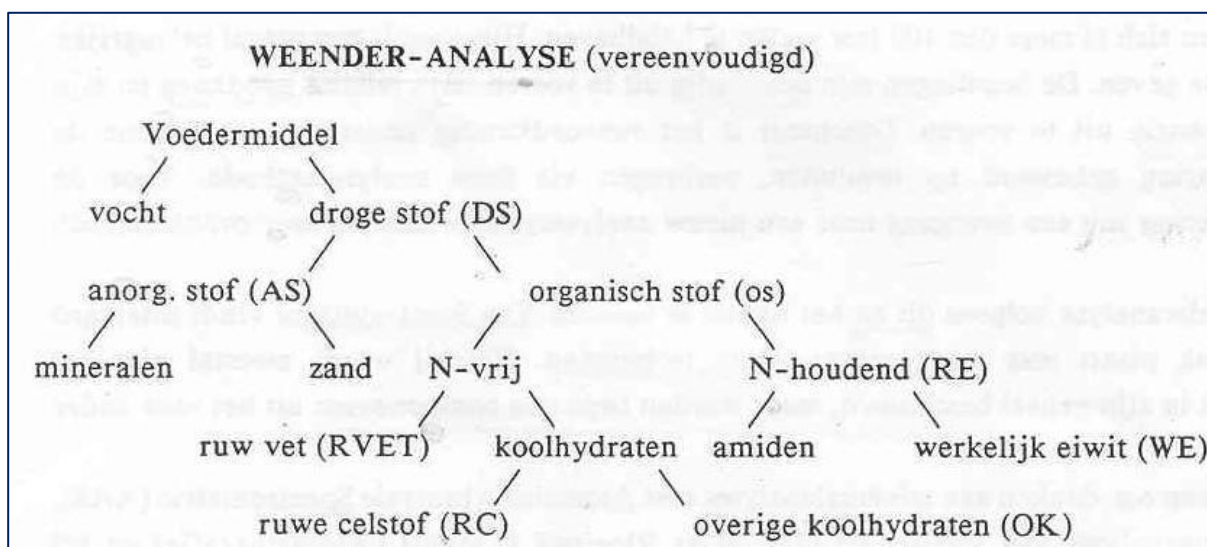 WEENDER-ANALYSE (vereenvoudigd)
Voedermiddel
vocht droge stof (DS)
anorg. stof (AS) organisch stof (os)
mineralen zand N-vrij N-houdend (RE)
ruw vet (RVET) koolhydraten amiden werkelijk eiwit (WE)
ruwe celstof (RC) overige koolhydraten (OK)